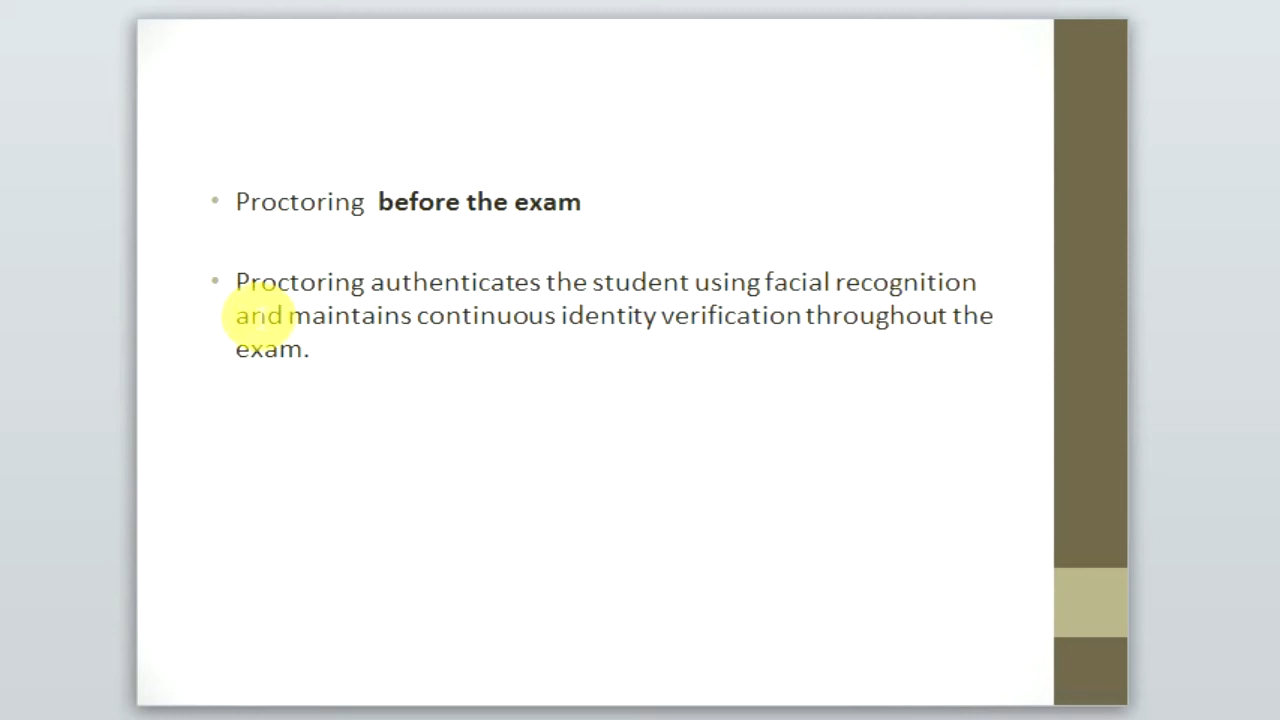 • Proctoring before the exam
• Proctoring authenticates the student using facial recognition
and maintains continuous identity verification throughout the
exam.